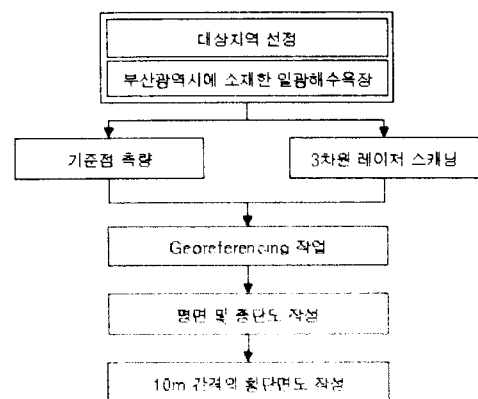 대상지역 선정
부산광역시에 소재한 일광해수욕장
기준점 측량
3차원 레이저 스캐닝
Georeferencing 작업
평면 및 종단도 작성
10m 간격의 횡단면도 작성